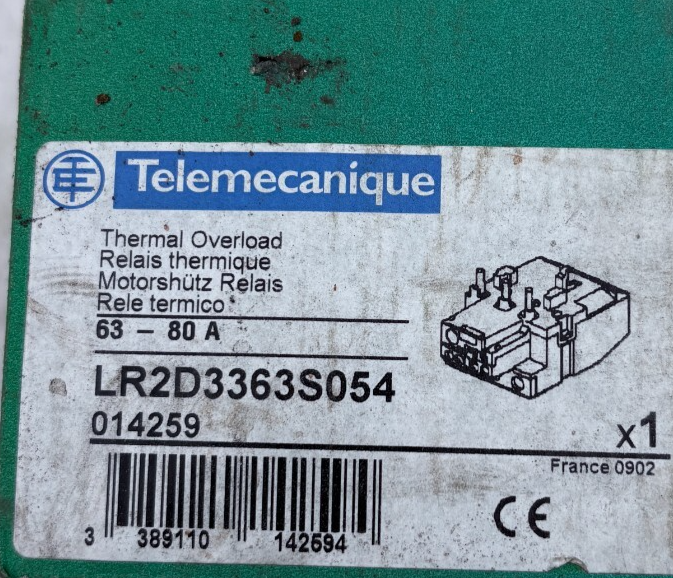 Telemecanique
Thermal Overload
Relais thermique
Motorshütz Relais
Rele termico
63 – 80 A
LR2D3363S054
014259
x1
France 0902
CE
3 389110 142594